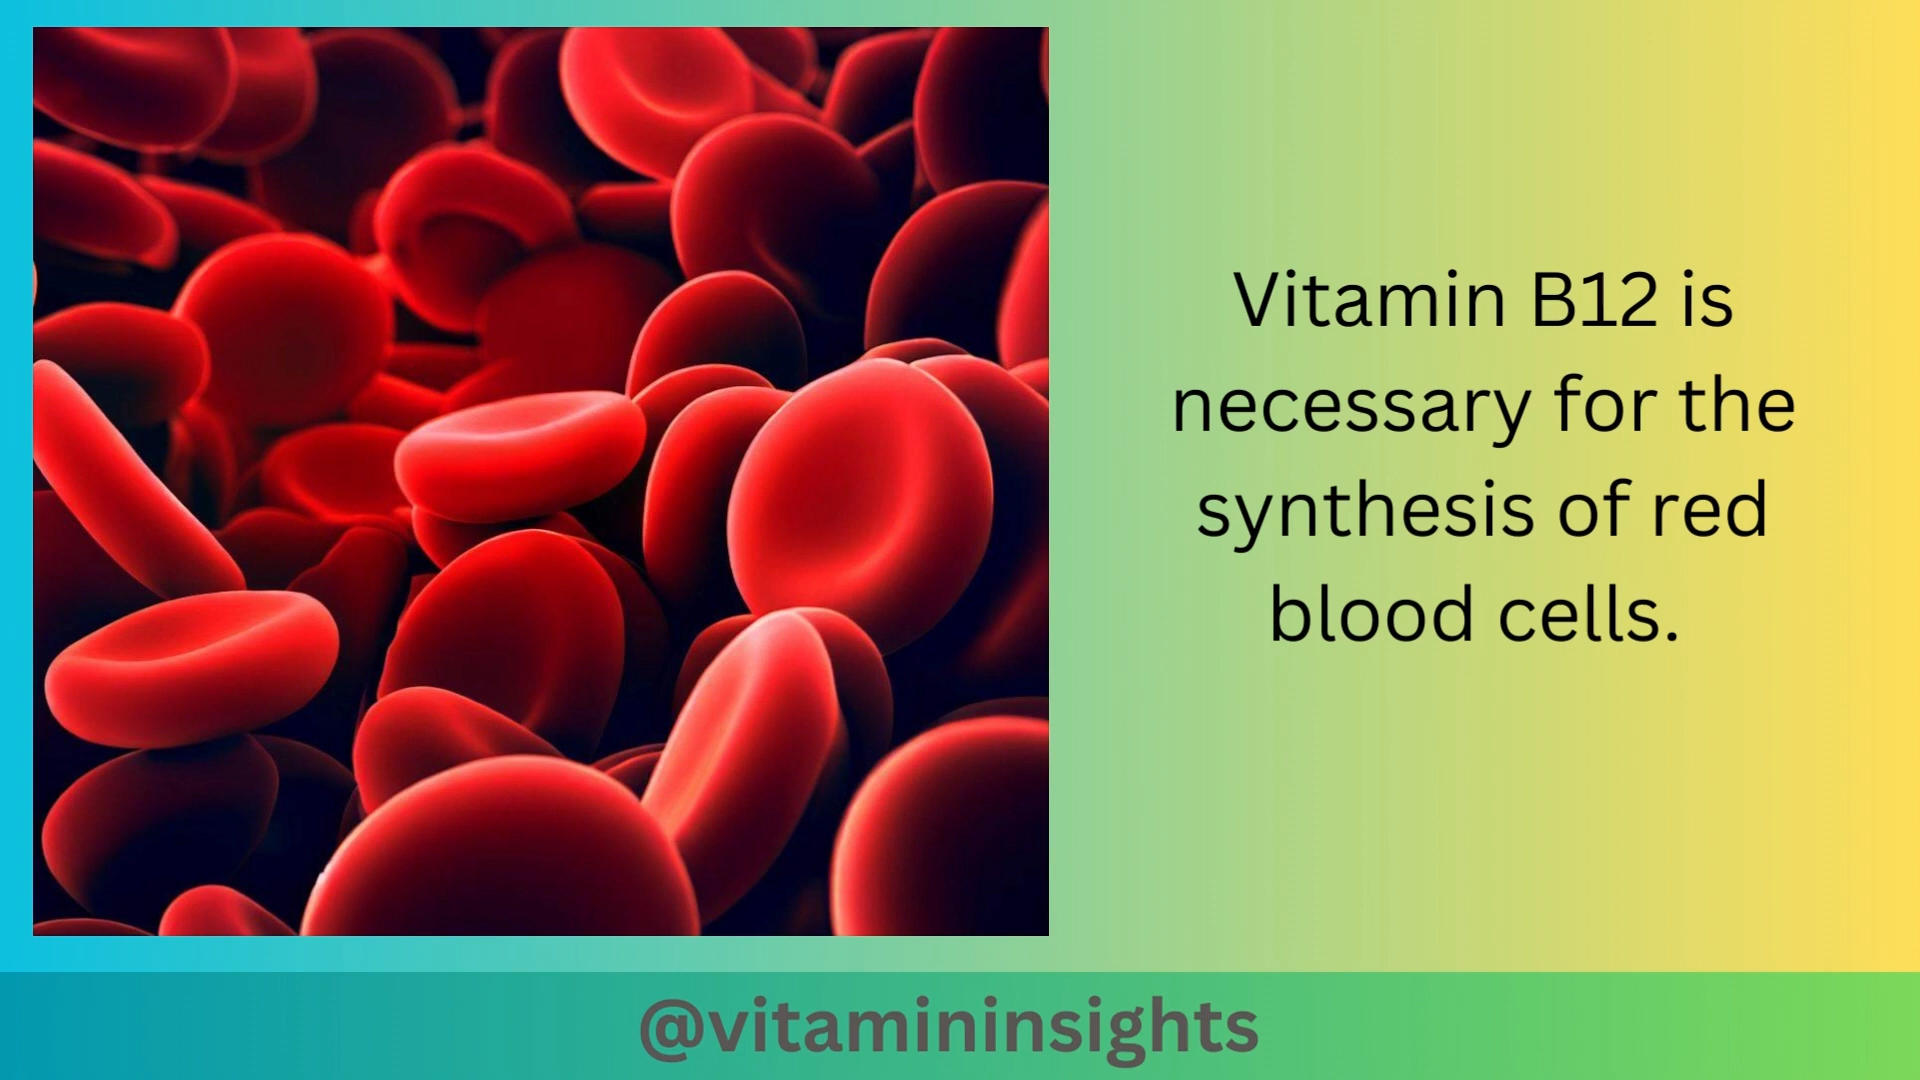 Vitamin B12 is
necessary for the
synthesis of red
blood cells.
@vitamininsights